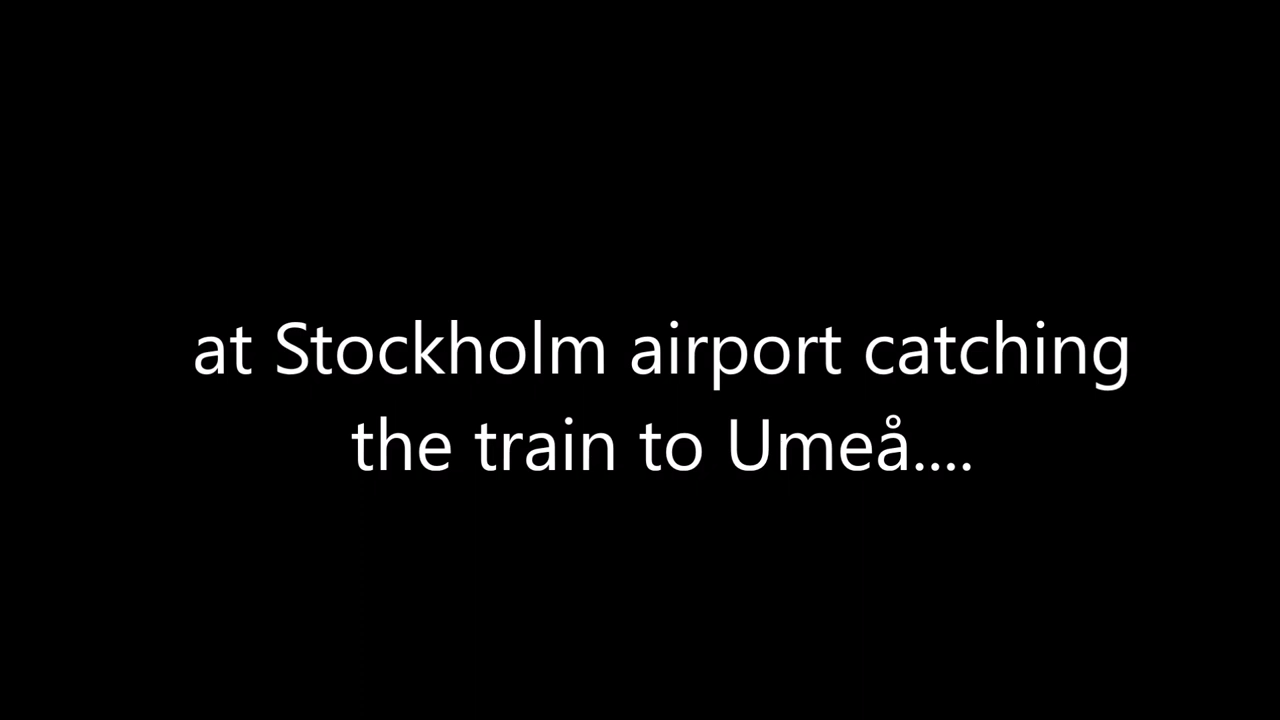 at Stockholm airport catching
the train to Umeå....